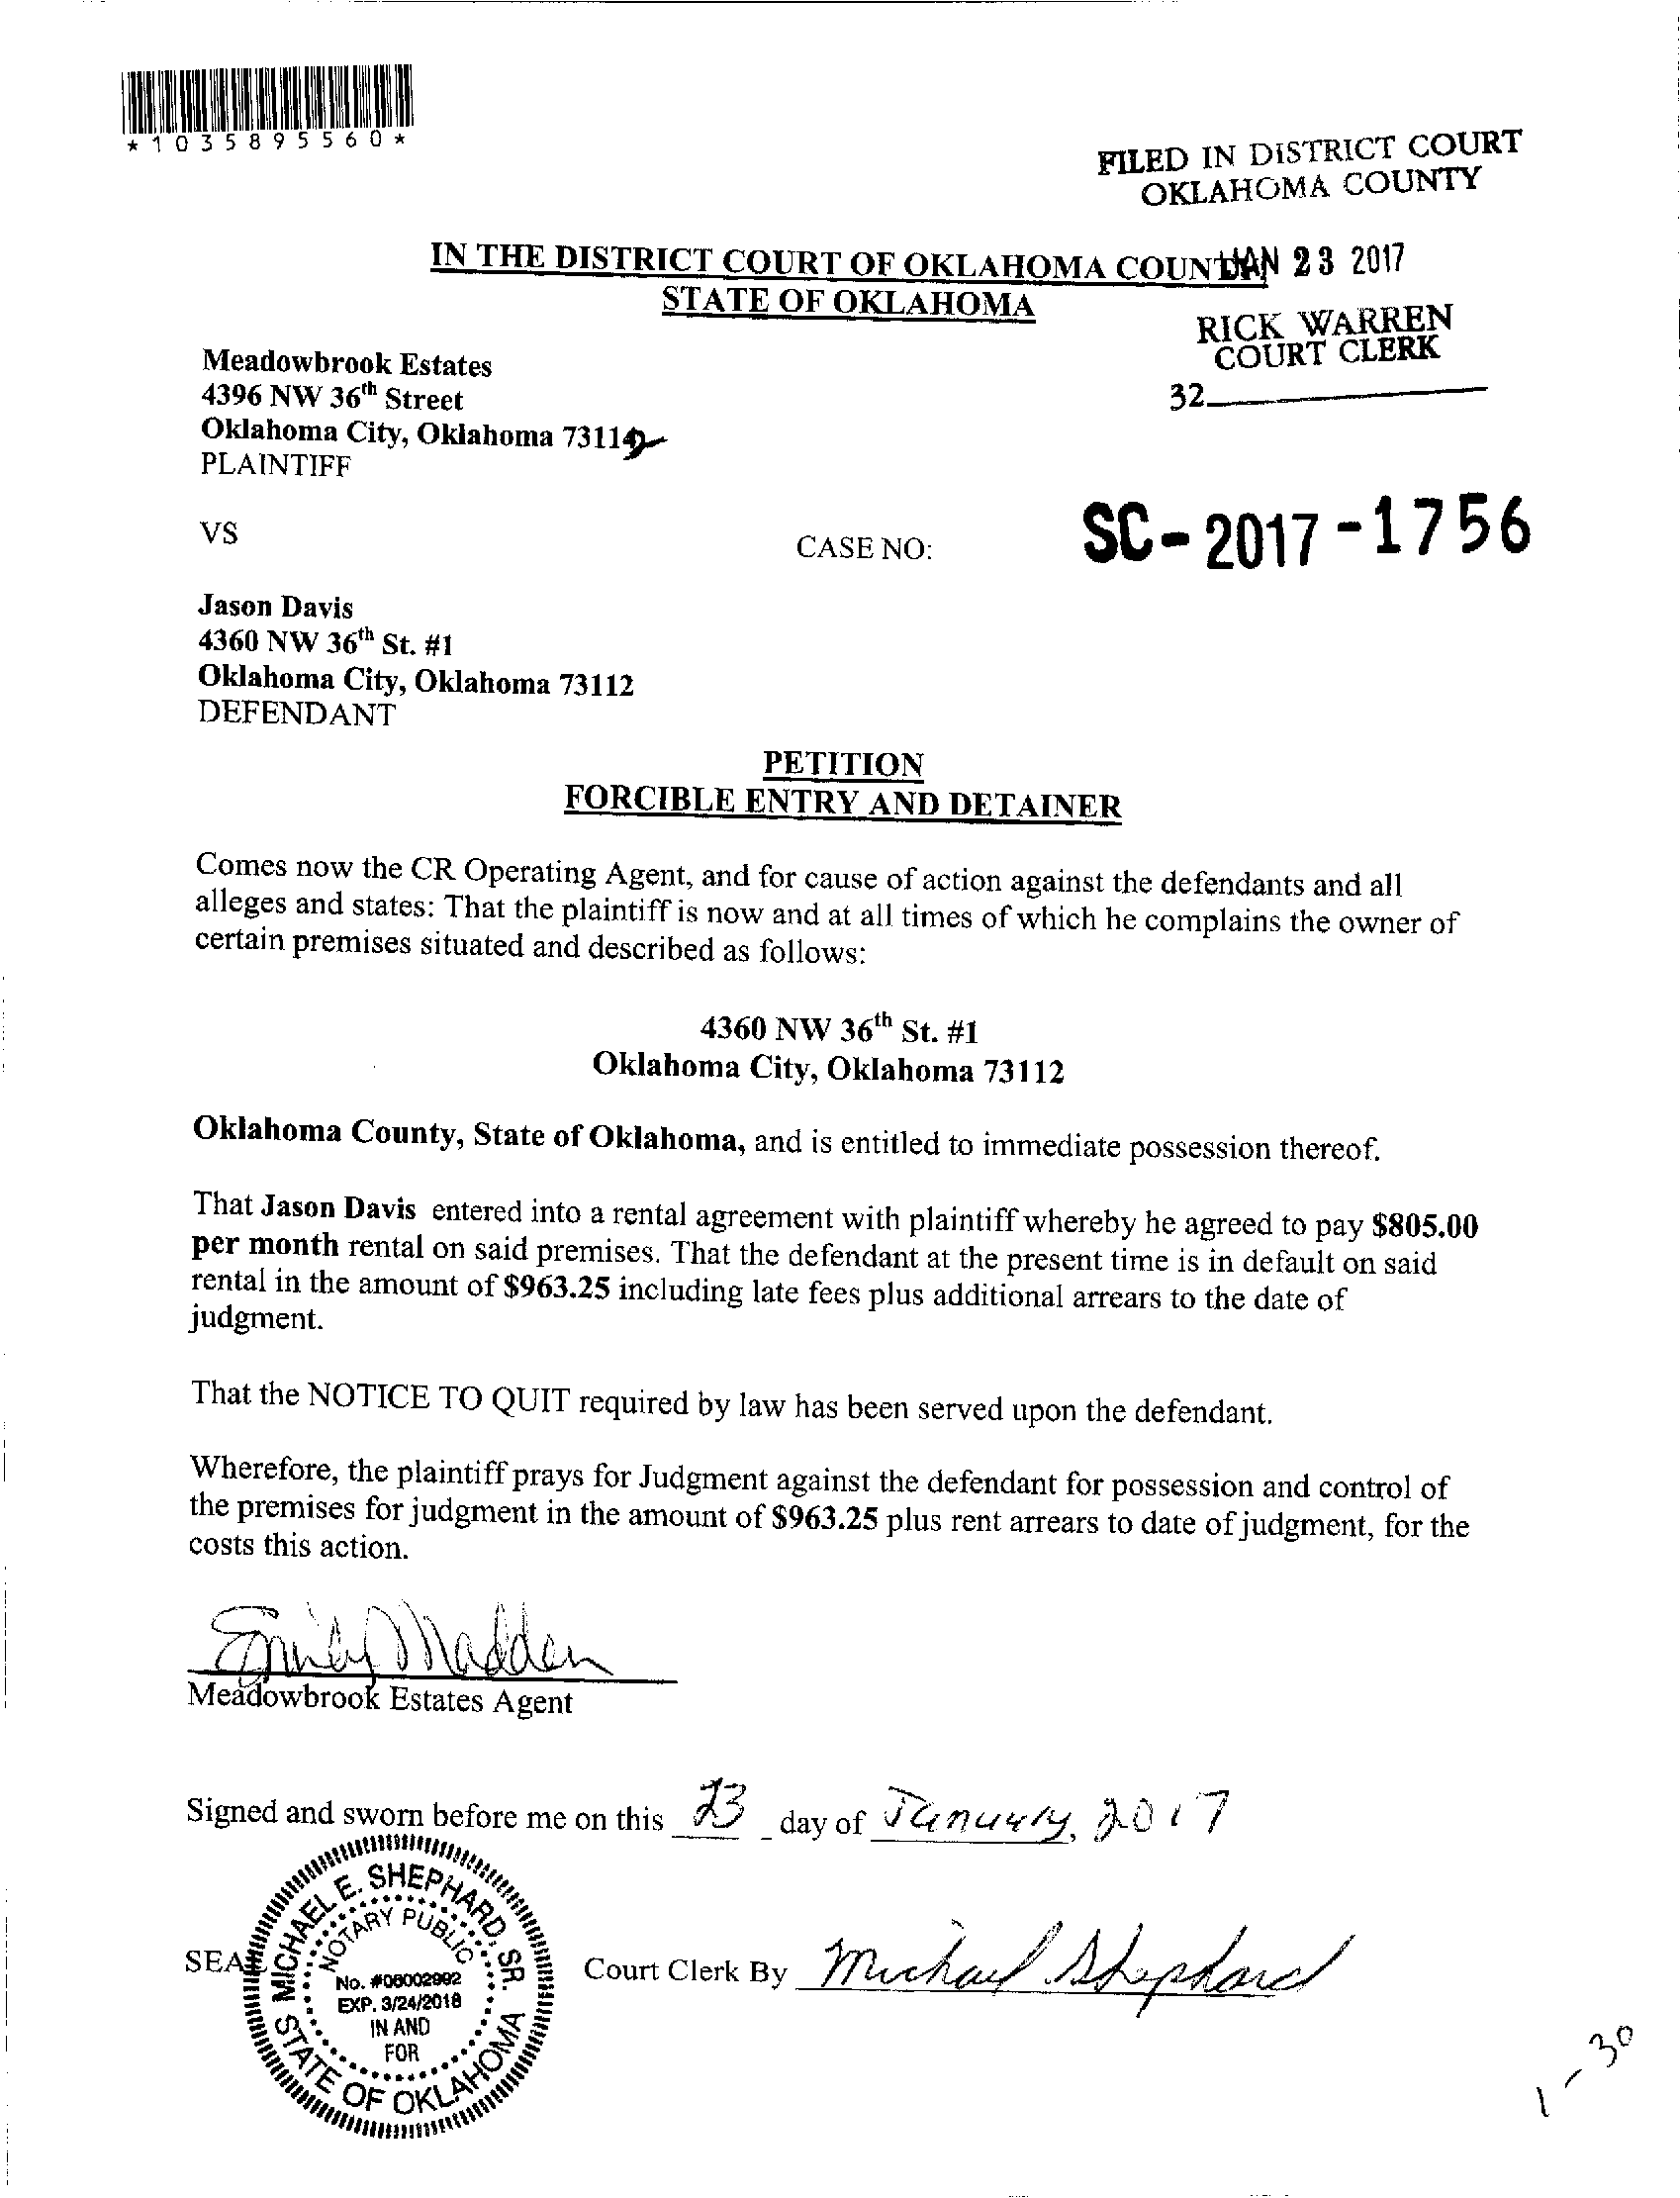 *1035895560*
FILED IN DISTRICT COURT
OKLAHOMA COUNTY
IN THE DISTRICT COURT OF OKLAHOMA COUNTY JAN 23 2017
STATE OF OKLAHOMA
RICK WARREN
COURT CLERK
32
Meadowbrook Estates
4396 NW 36th Street
Oklahoma City, Oklahoma 73112
PLAINTIFF
VS
CASE NO:
SC-2017-1756
Jason Davis
4360 NW 36th St. #1
Oklahoma City, Oklahoma 73112
DEFENDANT
PETITION
FORCIBLE ENTRY AND DETAINER
Comes now the CR Operating Agent, and for cause of action against the defendants and all
alleges and states: That the plaintiff is now and at all times of which he complains the owner of
certain premises situated and described as follows:
4360 NW 36th St. #1
Oklahoma City, Oklahoma 73112
Oklahoma County, State of Oklahoma, and is entitled to immediate possession thereof.
That Jason Davis entered into a rental agreement with plaintiff whereby he agreed to pay $805.00
per month rental on said premises. That the defendant at the present time is in default on said
rental in the amount of $963.25 including late fees plus additional arrears to the date of
judgment.
That the NOTICE TO QUIT required by law has been served upon the defendant.
Wherefore, the plaintiff prays for Judgment against the defendant for possession and control of
the premises for judgment in the amount of $963.25 plus rent arrears to date of judgment, for the
costs this action.
Emily Madden
Meadowbrook Estates Agent
Signed and sworn before me on this 23 day of January, 2017
SEAL
MICHAEL E. SHEPHARD, SR.
NOTARY PUBLIC
No. #06002992
EXP. 3/24/2018
IN AND
FOR
STATE OF OKLAHOMA
Court Clerk By Michael Shephard
1-30